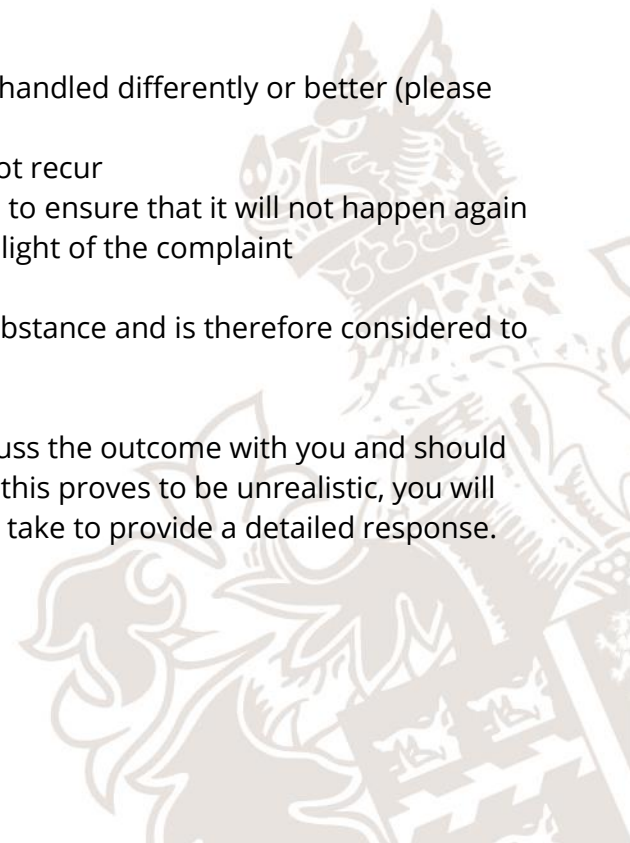 handled differently or better (please
ot recur
to ensure that it will not happen again
light of the complaint
bstance and is therefore considered to
uss the outcome with you and should
this proves to be unrealistic, you will
take to provide a detailed response.